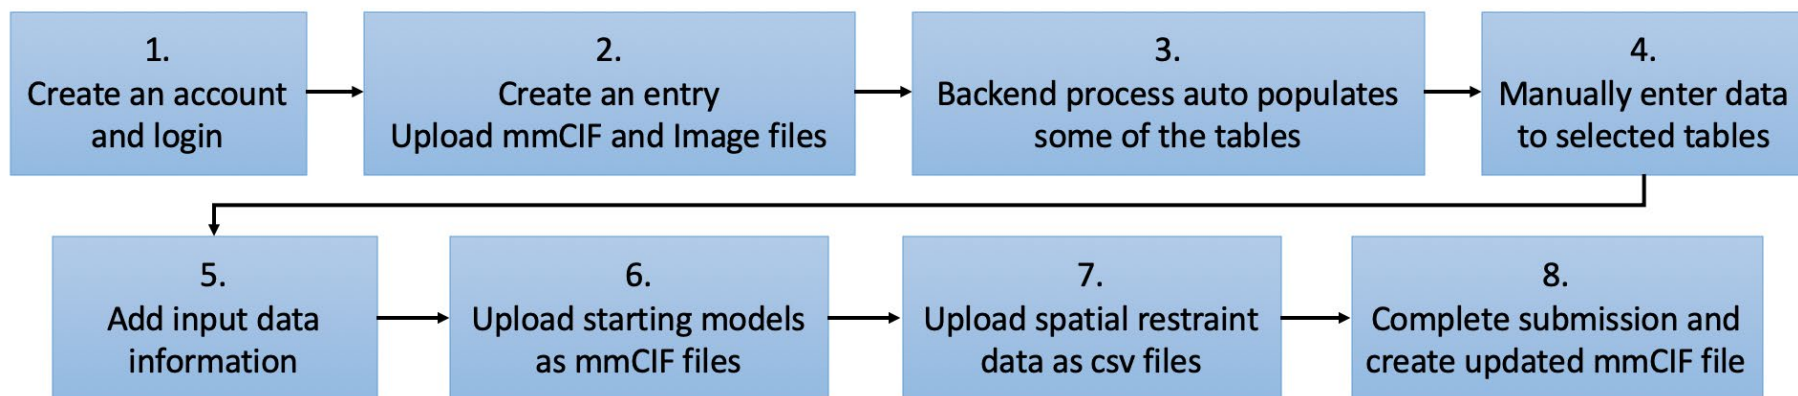 1.
Create an account
and login
2.
Create an entry
Upload mmCIF and Image files
3.
Backend process auto populates
some of the tables
4.
Manually enter data
to selected tables
5.
Add input data
information
6.
Upload starting models
as mmCIF files
7.
Upload spatial restraint
data as csv files
8.
Complete submission and
create updated mmCIF file